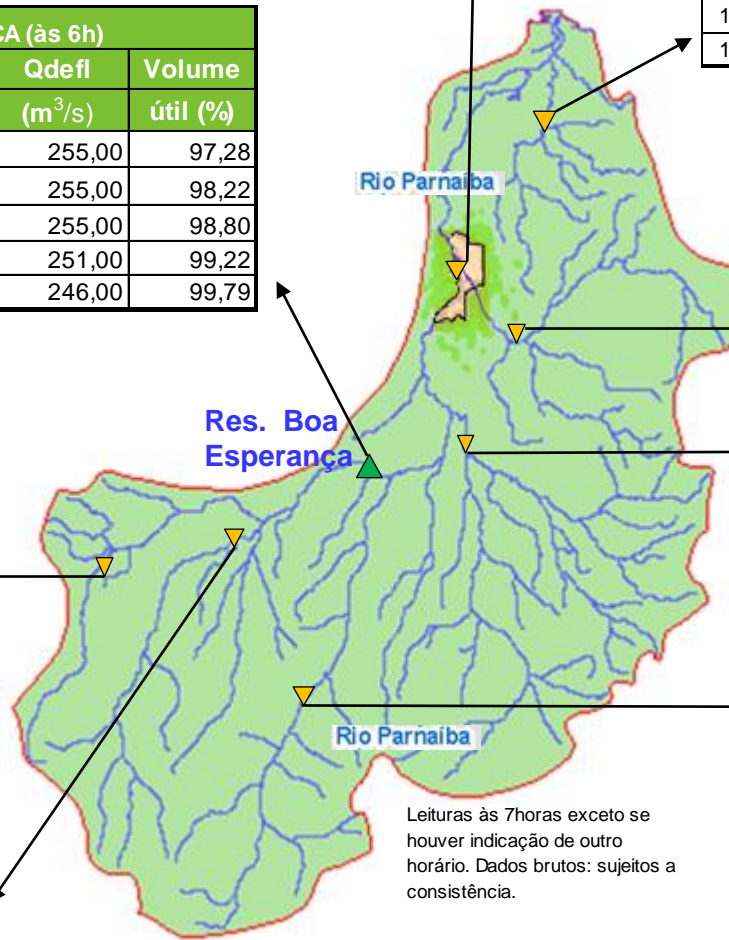 CA (às 6h)
Qdefl Volume
(m³/s) útil (%)
255,00 97,28
255,00 98,22
255,00 98,80
251,00 99,22
246,00 99,79
1
1
Rio Parnaíba
Res. Boa
Esperança
Rio Parnaíba
Leituras às 7horas exceto se
houver indicação de outro
horário. Dados brutos: sujeitos a
consistência.